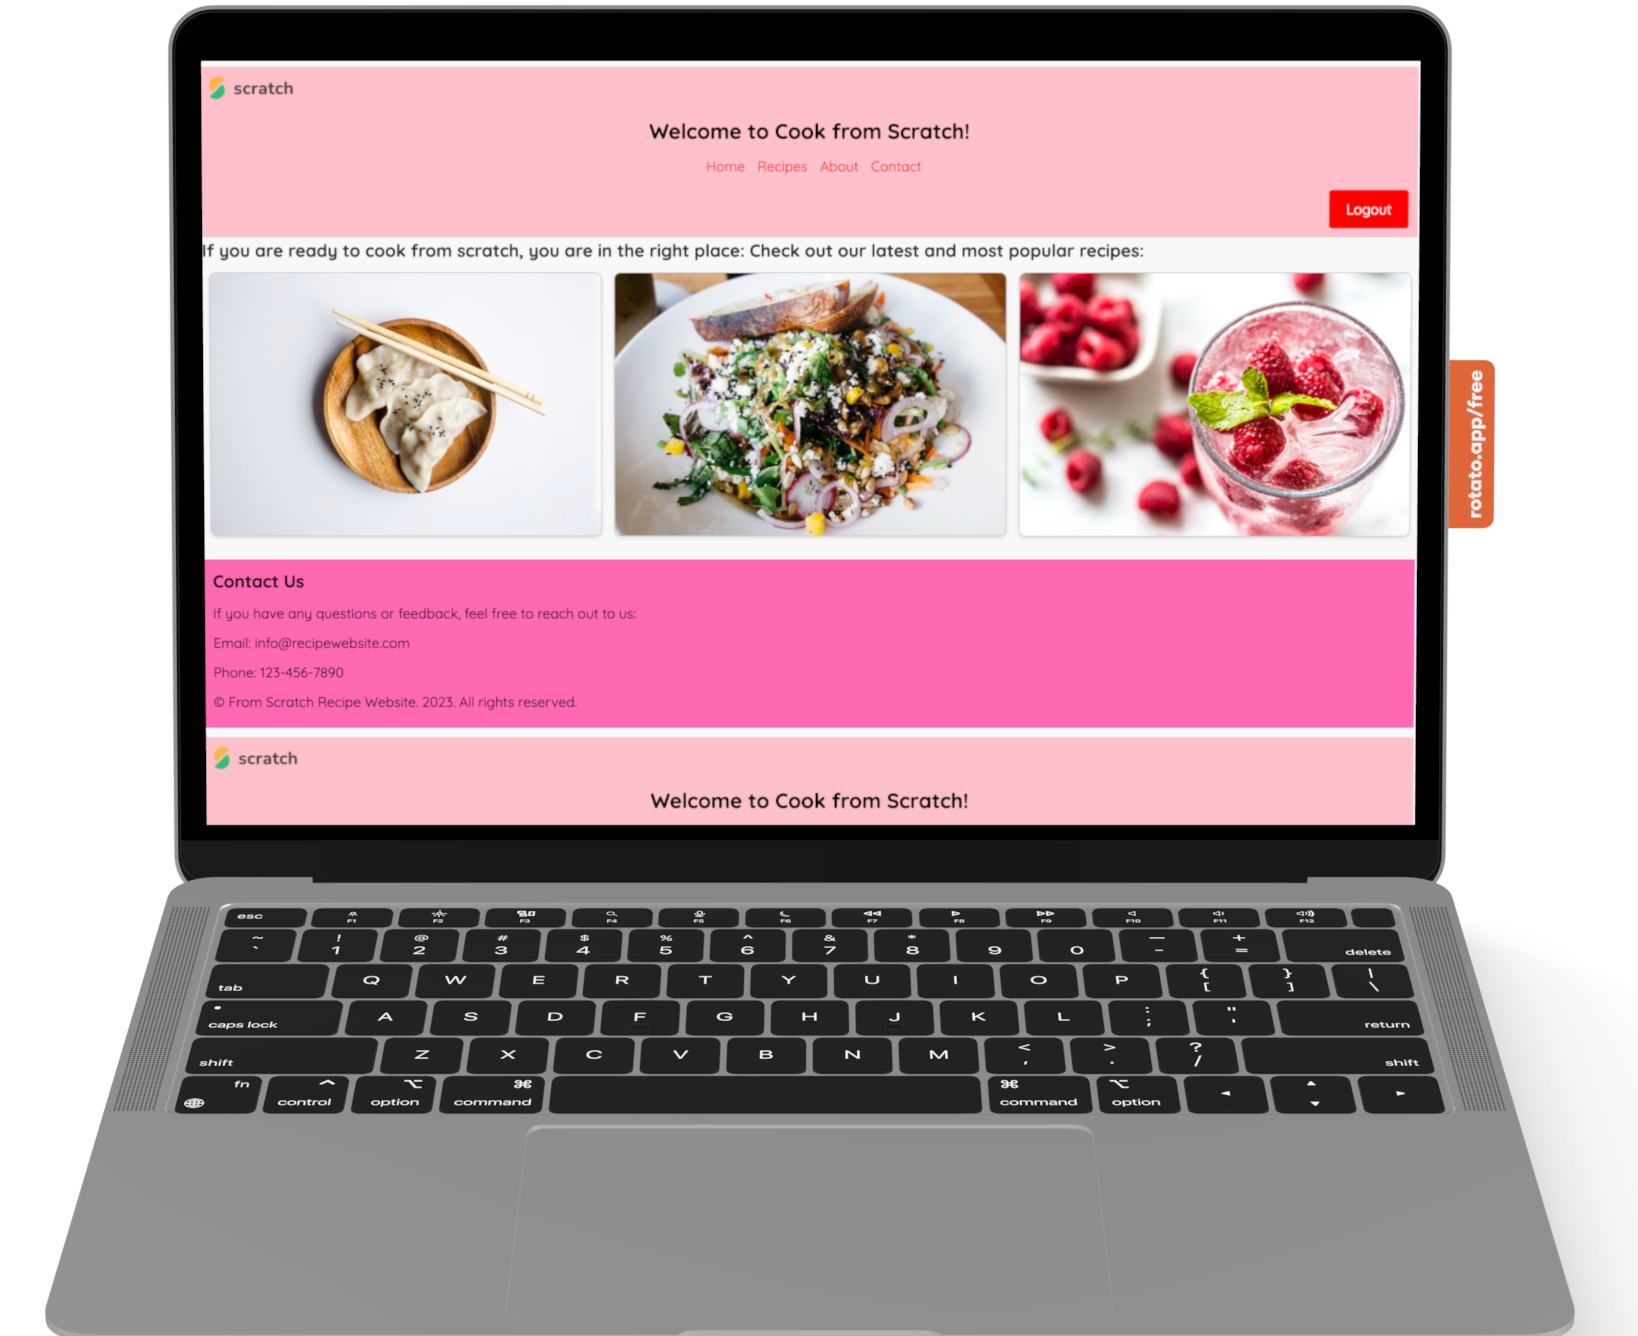 scratch
Welcome to Cook from Scratch!
Home Recipes About Contact
Logout
If you are ready to cook from scratch, you are in the right place: Check out our latest and most popular recipes:
Contact Us
If you have any questions or feedback, feel free to reach out to us:
Email: info@recipewebsite.com
Phone: 123-456-7890
© From Scratch Recipe Website. 2023. All rights reserved.
scratch
Welcome to Cook from Scratch!
rotato.app/free
esc F1 F2 F3 F4 F5 F6 F7 F8 F9 F10 F11 F12
~ ! @ # $ % ^ & * — +
` 1 2 3 4 5 6 7 8 9 0 - = delete
tab Q W E R T Y U I O P { [ } ] | \
caps lock A S D F G H J K L : ; " ' return
shift Z X C V B N M < , > . ? / shift
fn ^ ⌥ ⌘ ⌘ ⌥
control option command command option